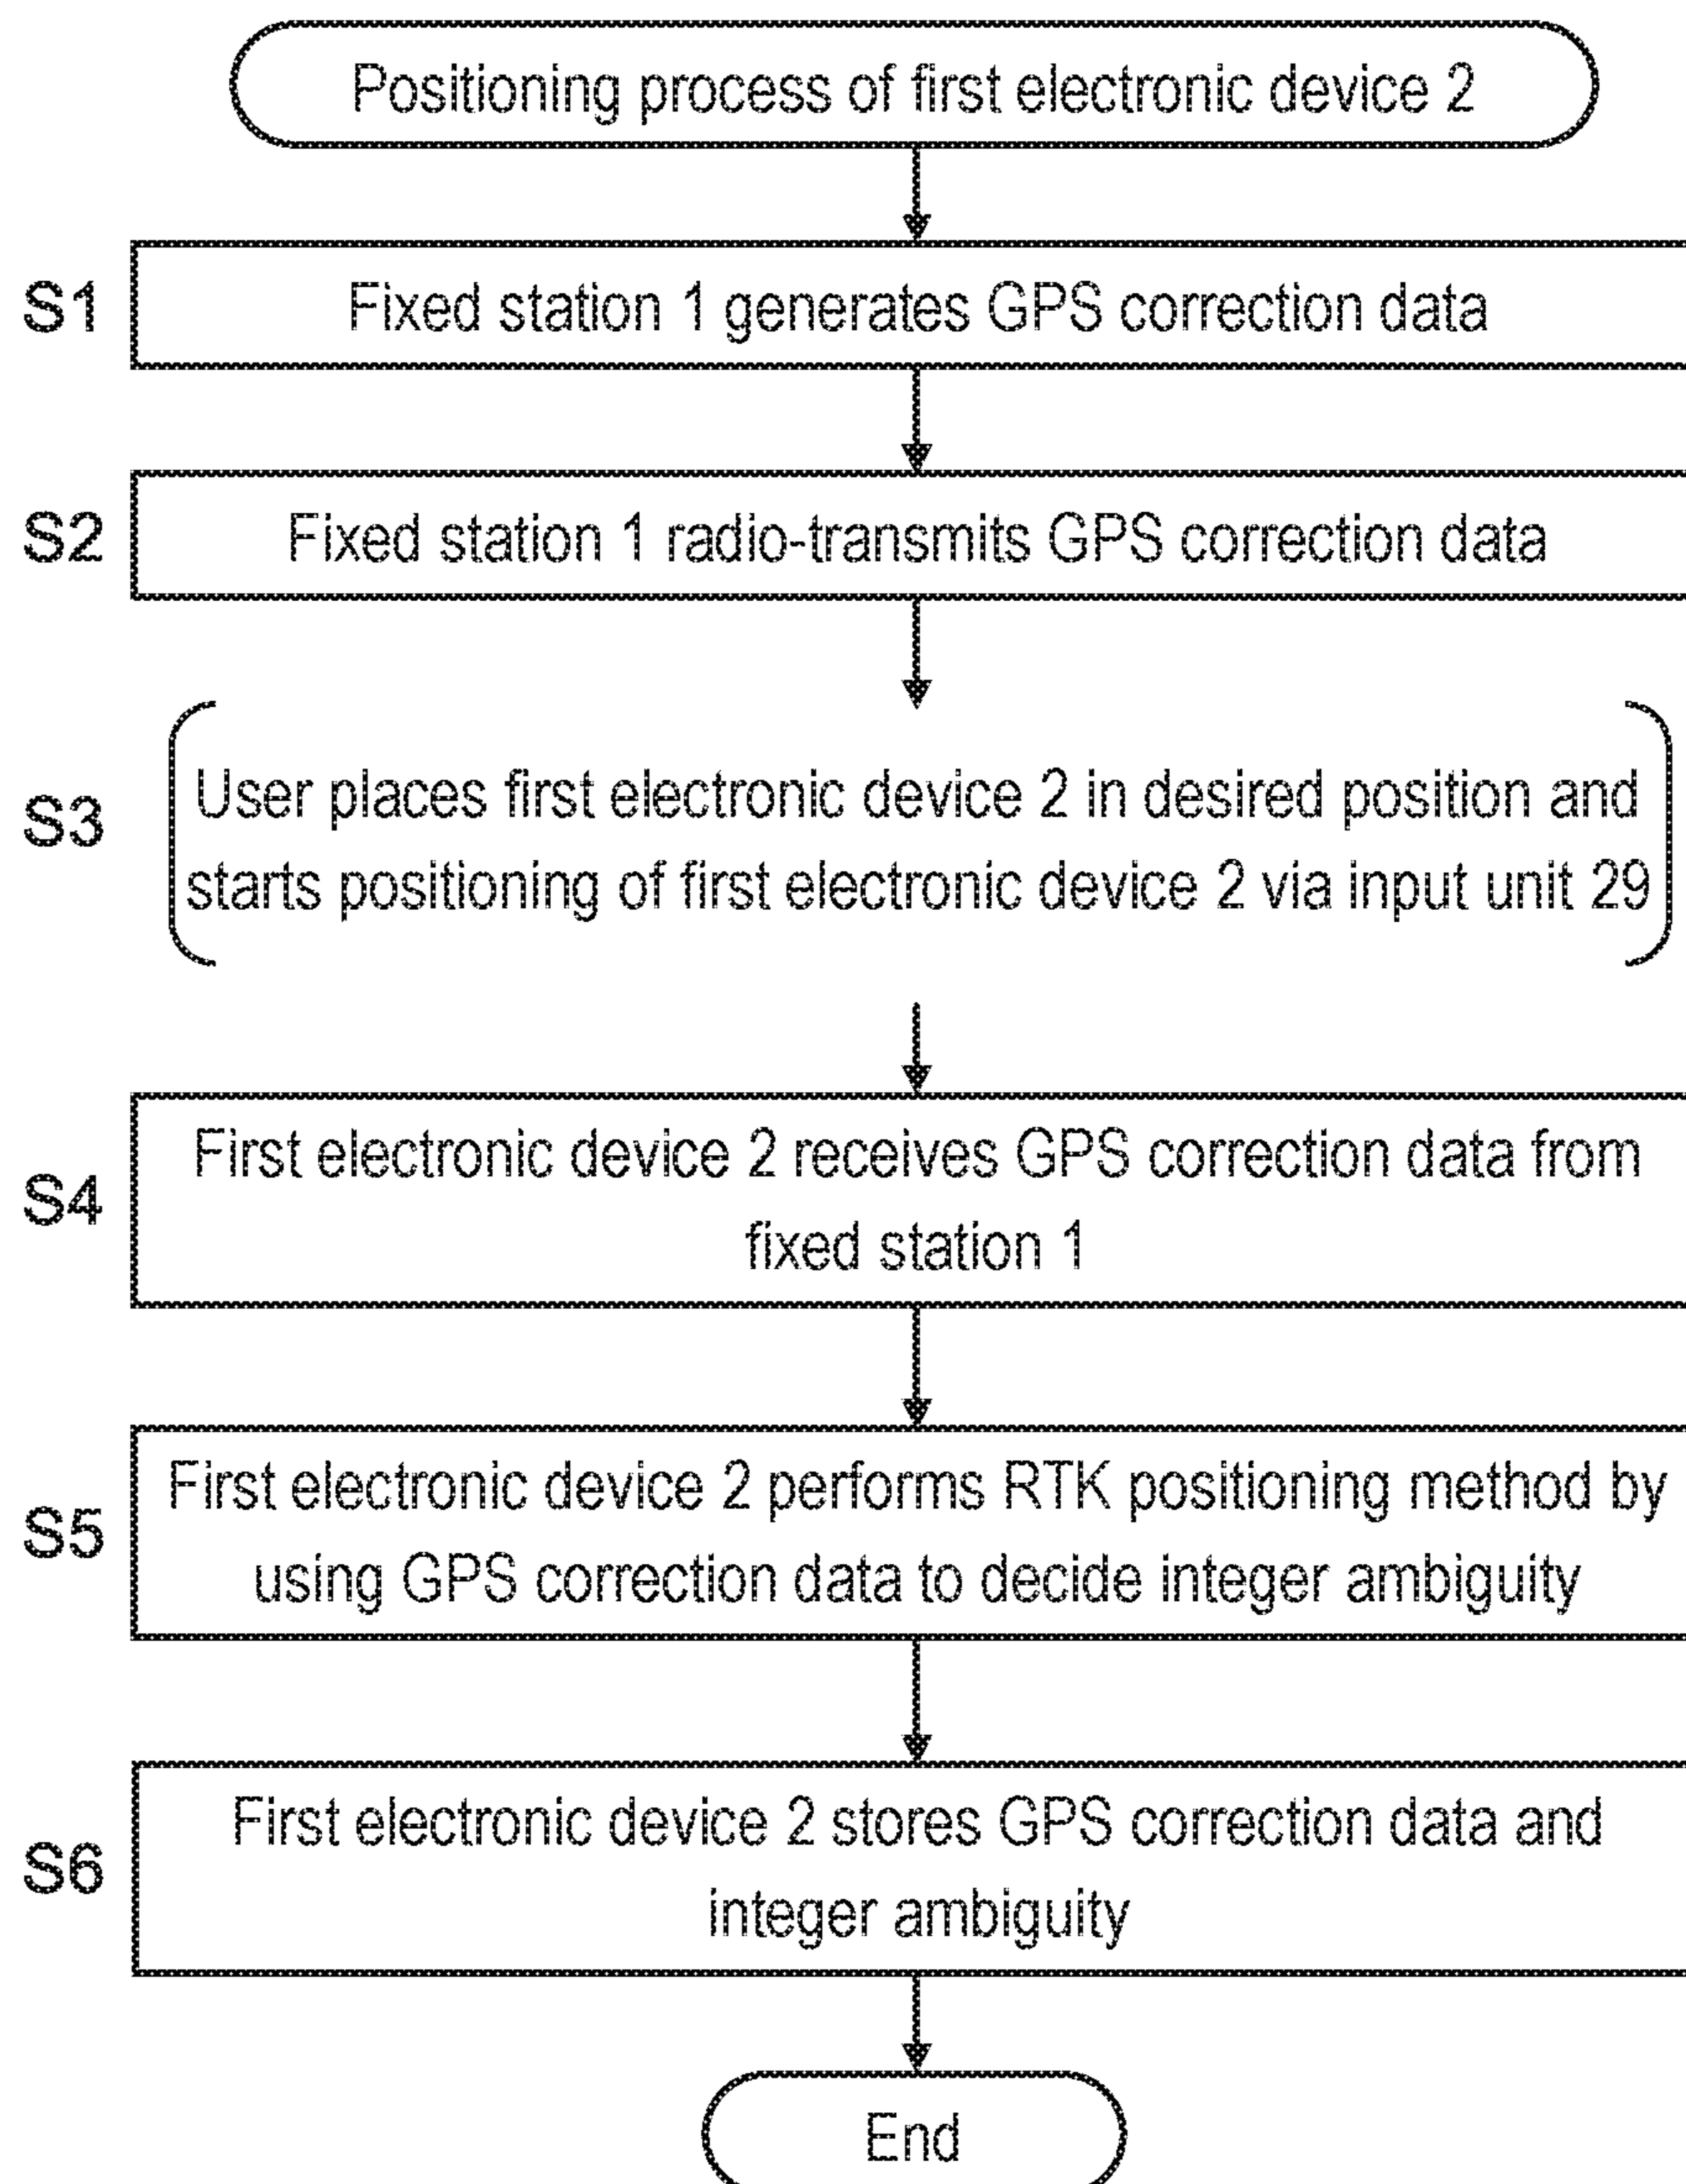 Positioning process of first electronic device 2
S1
Fixed station 1 generates GPS correction data
S2
Fixed station 1 radio-transmits GPS correction data
S3
User places first electronic device 2 in desired position and
starts positioning of first electronic device 2 via input unit 29
S4
First electronic device 2 receives GPS correction data from
fixed station 1
S5
First electronic device 2 performs RTK positioning method by
using GPS correction data to decide integer ambiguity
S6
First electronic device 2 stores GPS correction data and
integer ambiguity
End